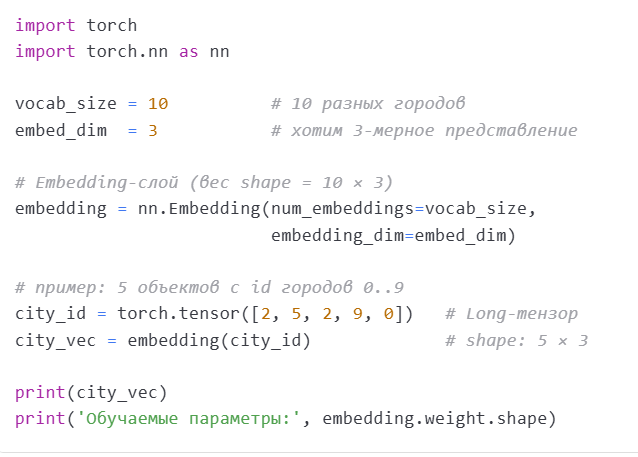 import torch
import torch.nn as nn
vocab_size = 10          # 10 разных городов
embed_dim  = 3           # хотим 3-мерное представление
# Embedding-слой (вес shape = 10 × 3)
embedding = nn.Embedding(num_embeddings=vocab_size,
                         embedding_dim=embed_dim)
# пример: 5 объектов с id городов 0..9
city_id = torch.tensor([2, 5, 2, 9, 0])   # Long-тензор
city_vec = embedding(city_id)             # shape: 5 × 3
print(city_vec)
print('Обучаемые параметры:', embedding.weight.shape)